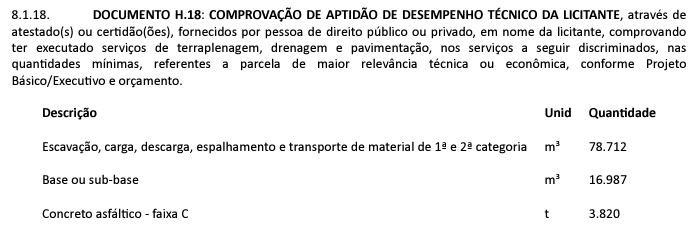 8.1.18. DOCUMENTO H.18: COMPROVAÇÃO DE APTIDÃO DE DESEMPENHO TÉCNICO DA LICITANTE, através de
atestado(s) ou certidão(ões), fornecidos por pessoa de direito público ou privado, em nome da licitante, comprovando
ter executado serviços de terraplenagem, drenagem e pavimentação, nos serviços a seguir discriminados, nas
quantidades mínimas, referentes a parcela de maior relevância técnica ou econômica, conforme Projeto
Básico/Executivo e orçamento.
Descrição Unid Quantidade
Escavação, carga, descarga, espalhamento e transporte de material de 1ª e 2ª categoria m³ 78.712
Base ou sub-base m³ 16.987
Concreto asfáltico - faixa C t 3.820